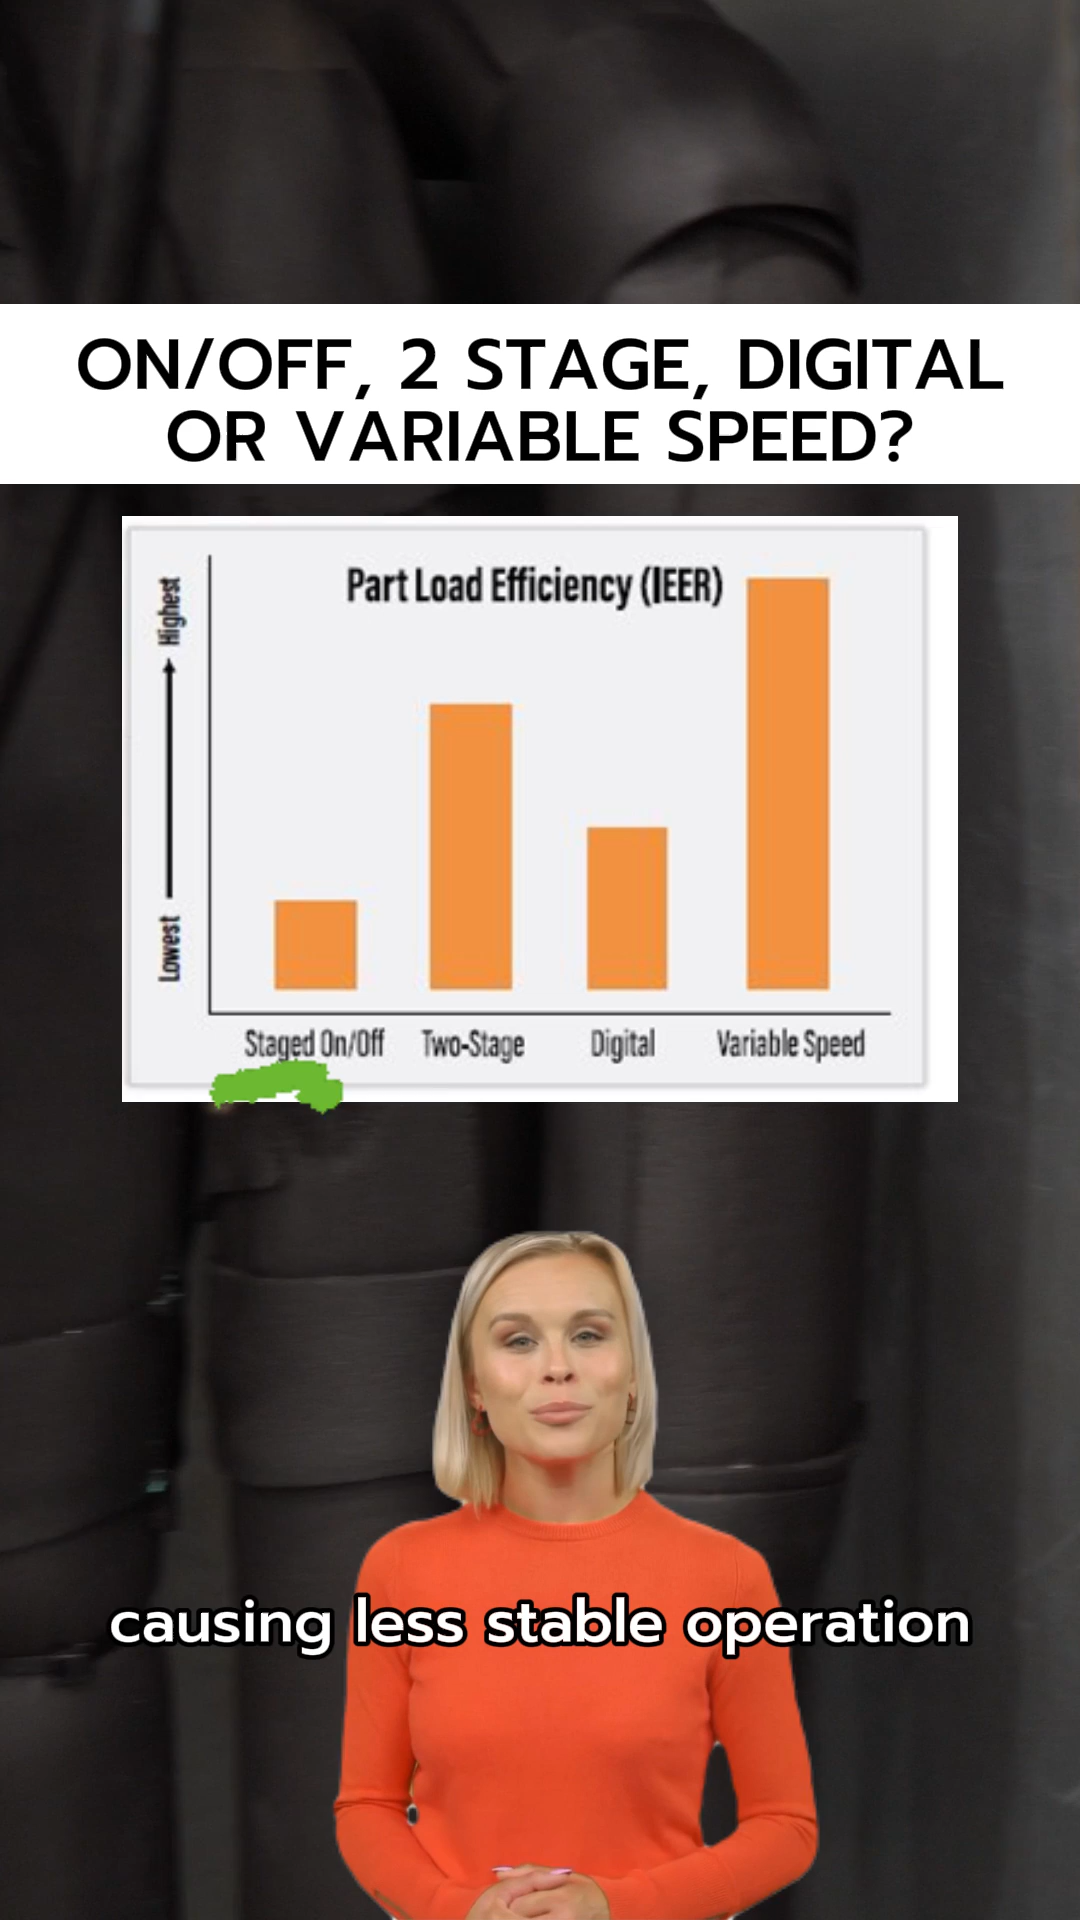 ON/OFF, 2 STAGE, DIGITAL
OR VARIABLE SPEED?
Part Load Efficiency (IEER)
Highest
Lowest
Staged On/Off
Two-Stage
Digital
Variable Speed
causing less stable operation